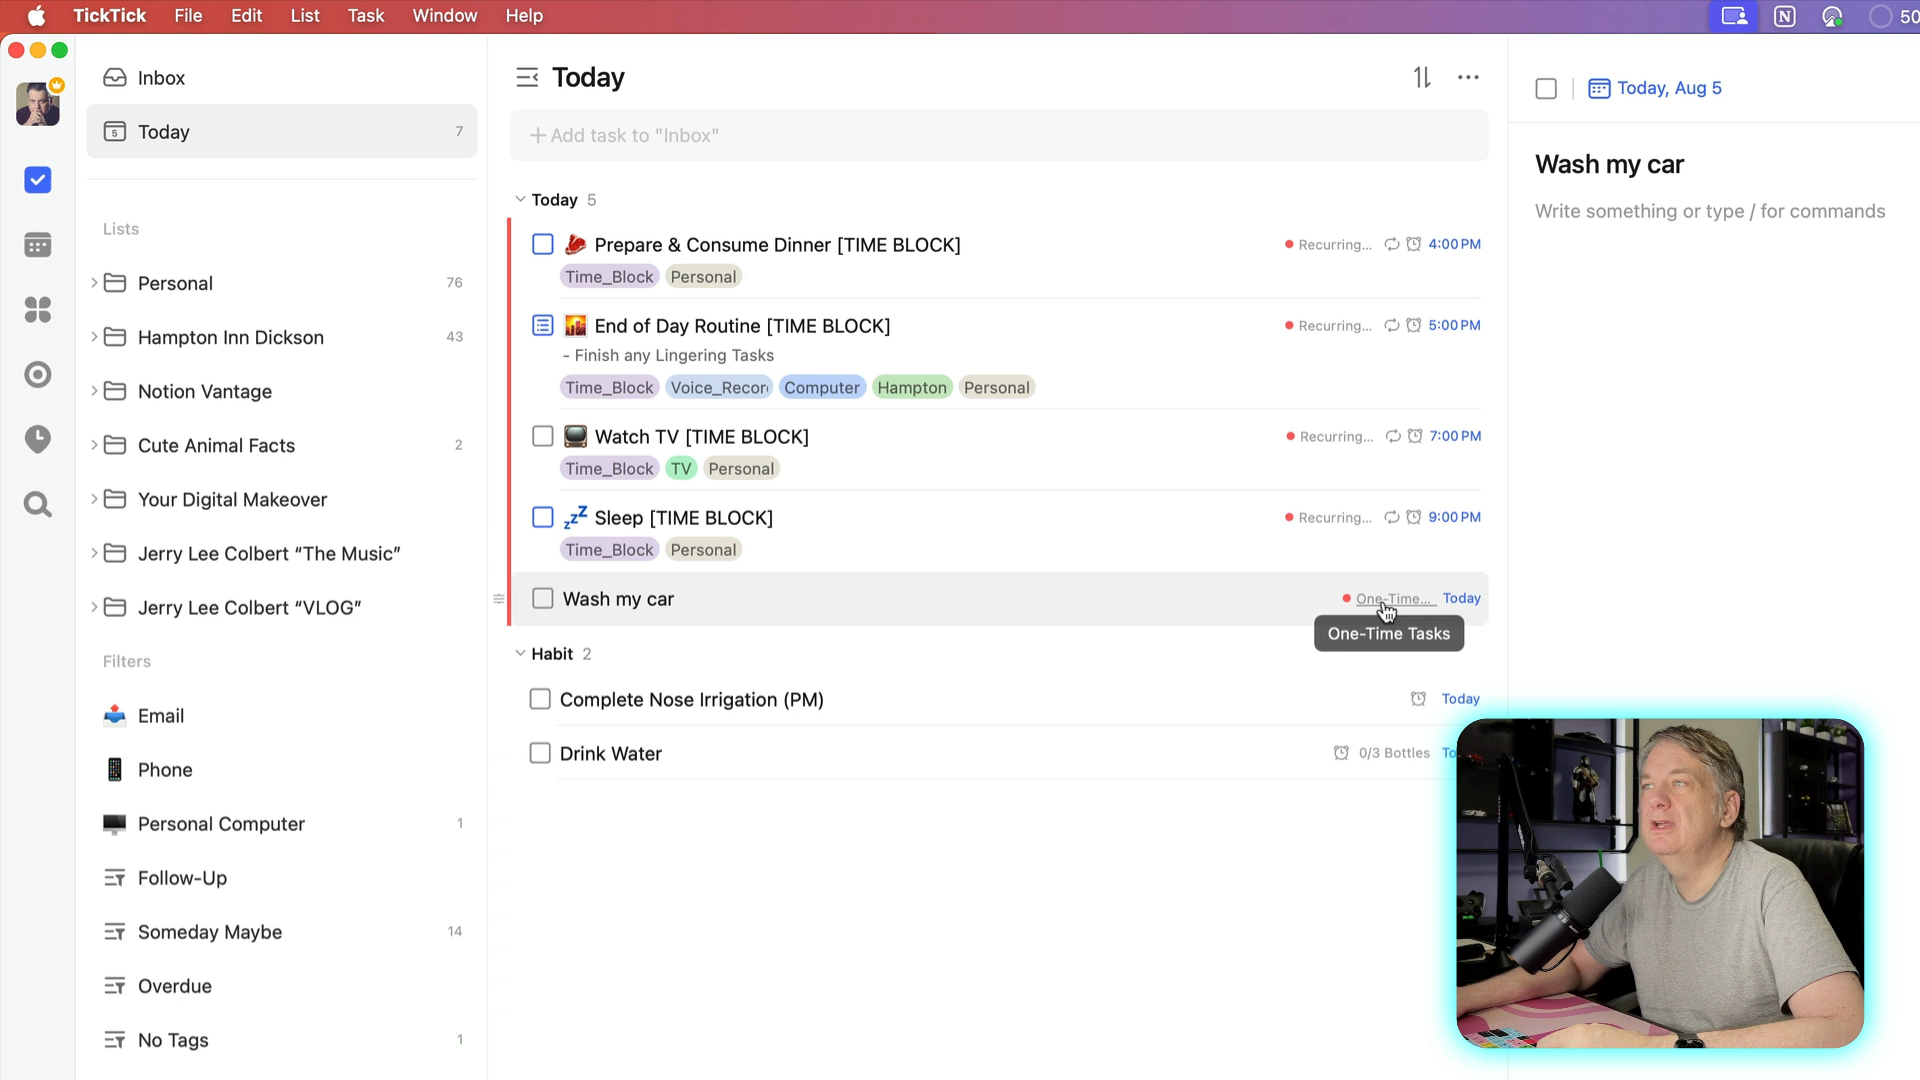 TickTick File Edit List Task Window Help
50
Inbox
5 Today 7
Lists
Personal 76
Hampton Inn Dickson 43
Notion Vantage
Cute Animal Facts 2
Your Digital Makeover
Jerry Lee Colbert “The Music”
Jerry Lee Colbert “VLOG”
Filters
Email
Phone
Personal Computer 1
Follow-Up
Someday Maybe 14
Overdue
No Tags 1
Today
+ Add task to "Inbox"
Today 5
Prepare & Consume Dinner [TIME BLOCK] Recurring... 4:00 PM
Time_Block Personal
End of Day Routine [TIME BLOCK] Recurring... 5:00 PM
- Finish any Lingering Tasks
Time_Block Voice_Recor Computer Hampton Personal
Watch TV [TIME BLOCK] Recurring... 7:00 PM
Time_Block TV Personal
zzZ Sleep [TIME BLOCK] Recurring... 9:00 PM
Time_Block Personal
Wash my car One-Time... Today
One-Time Tasks
Habit 2
Complete Nose Irrigation (PM) Today
Drink Water 0/3 Bottles To
Today, Aug 5
Wash my car
Write something or type / for commands